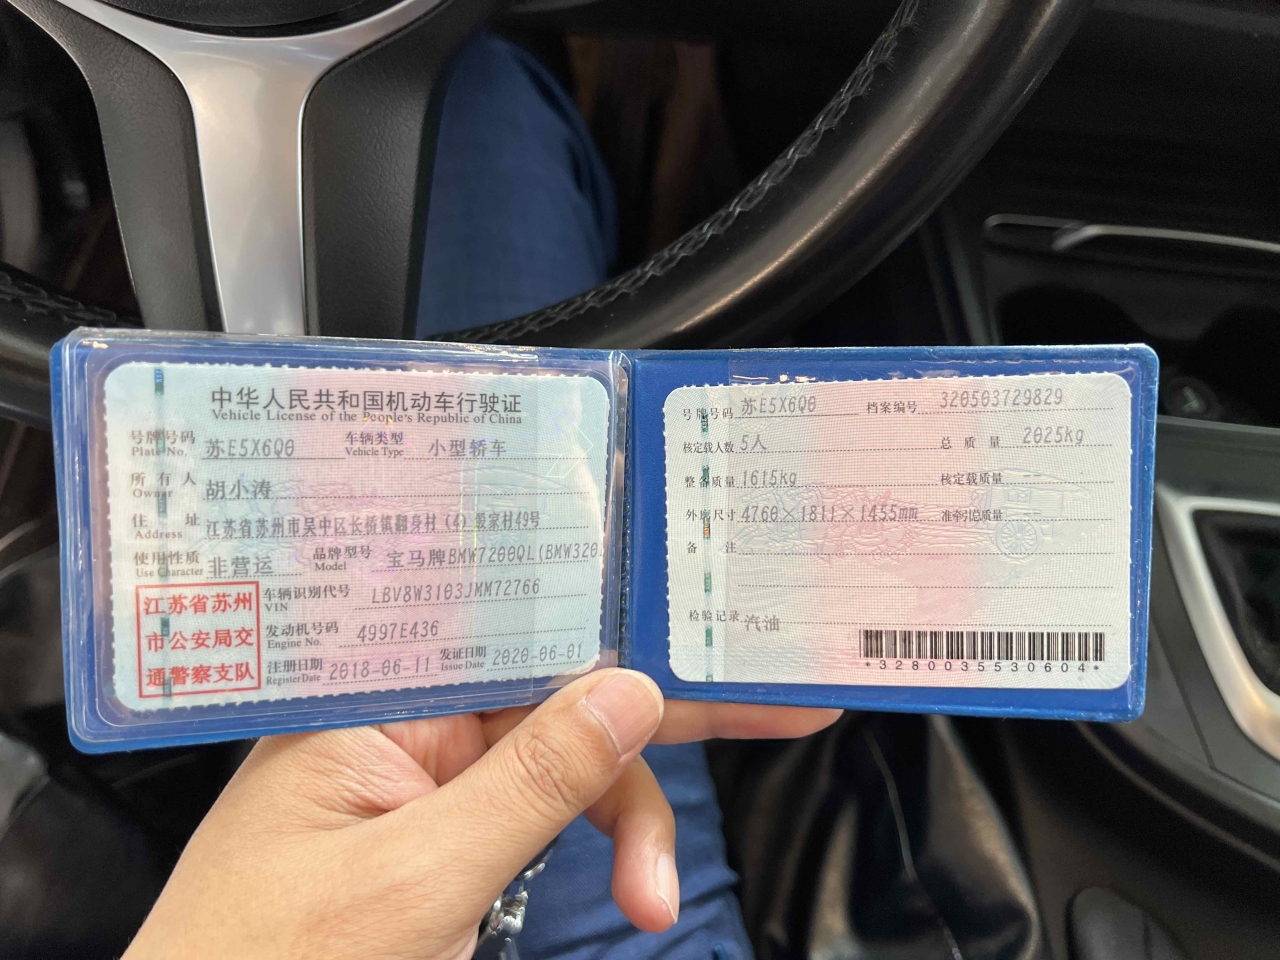 中华人民共和国机动车行驶证
Vehicle License of the People's Republic of China
号牌号码 Plate No. 苏E5X6Q0 车辆类型 Vehicle Type 小型轿车
所有人 Owner 胡小涛
住址 Address 江苏省苏州市吴中区长桥镇翻身村(4)殷家村49号
使用性质 Use Character 非营运 品牌型号 Model 宝马牌BMW7200QL(BMW320
江苏省苏州
市公安局交
通警察支队
车辆识别代号 VIN LBV8W3103JMM72766
发动机号码 Engine No. 4997E436
注册日期 Register Date 2018-06-11 发证日期 Issue Date 2020-06-01
号牌号码 苏E5X6Q0 档案编号 320503729829
核定载人数 5人 总质量 2025kg
整备质量 1615kg 核定载质量 --
外廓尺寸 4760×1811×1455mm 准牵引总质量 --
备注
检验记录 汽油
*3280035530604*